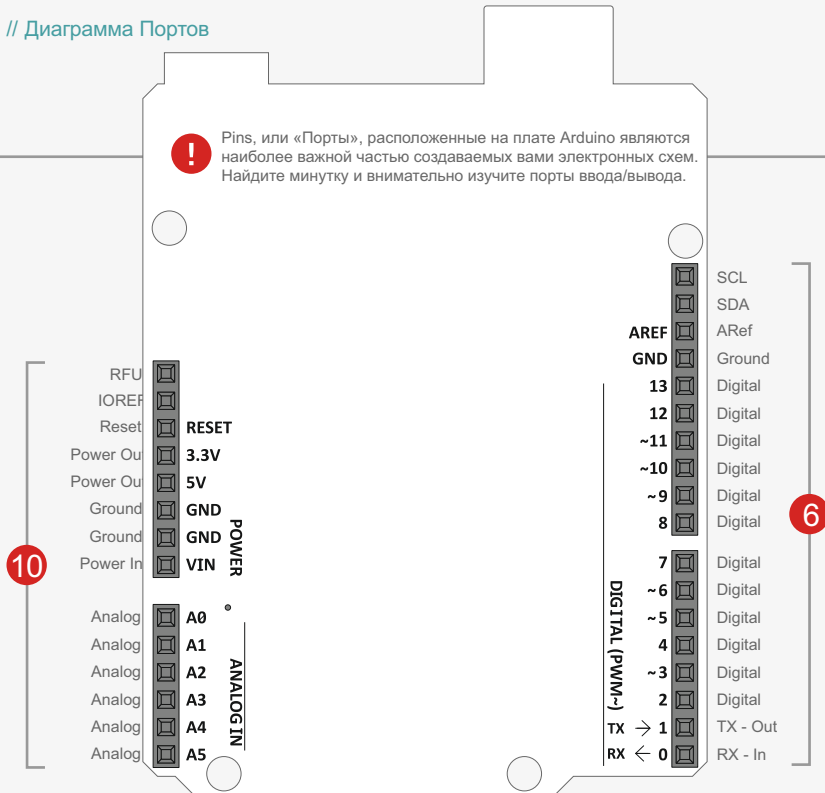 // Диаграмма Портов
!
Pins, или «Порты», расположенные на плате Arduino являются
наиболее важной частью создаваемых вами электронных схем.
Найдите минутку и внимательно изучите порты ввода/вывода.
RFU
IOREF
Reset RESET
Power Ou 3.3V
Power Ou 5V
Ground GND
Ground GND
Power In VIN
POWER
10
Analog A0
Analog A1
Analog A2
Analog A3
Analog A4
Analog A5
ANALOG IN
SCL
SDA
AREF ARef
GND Ground
13 Digital
12 Digital
~11 Digital
~10 Digital
~9 Digital
8 Digital
6
7 Digital
~6 Digital
~5 Digital
4 Digital
~3 Digital
2 Digital
TX → 1 TX - Out
RX ← 0 RX - In
DIGITAL (PWM~)